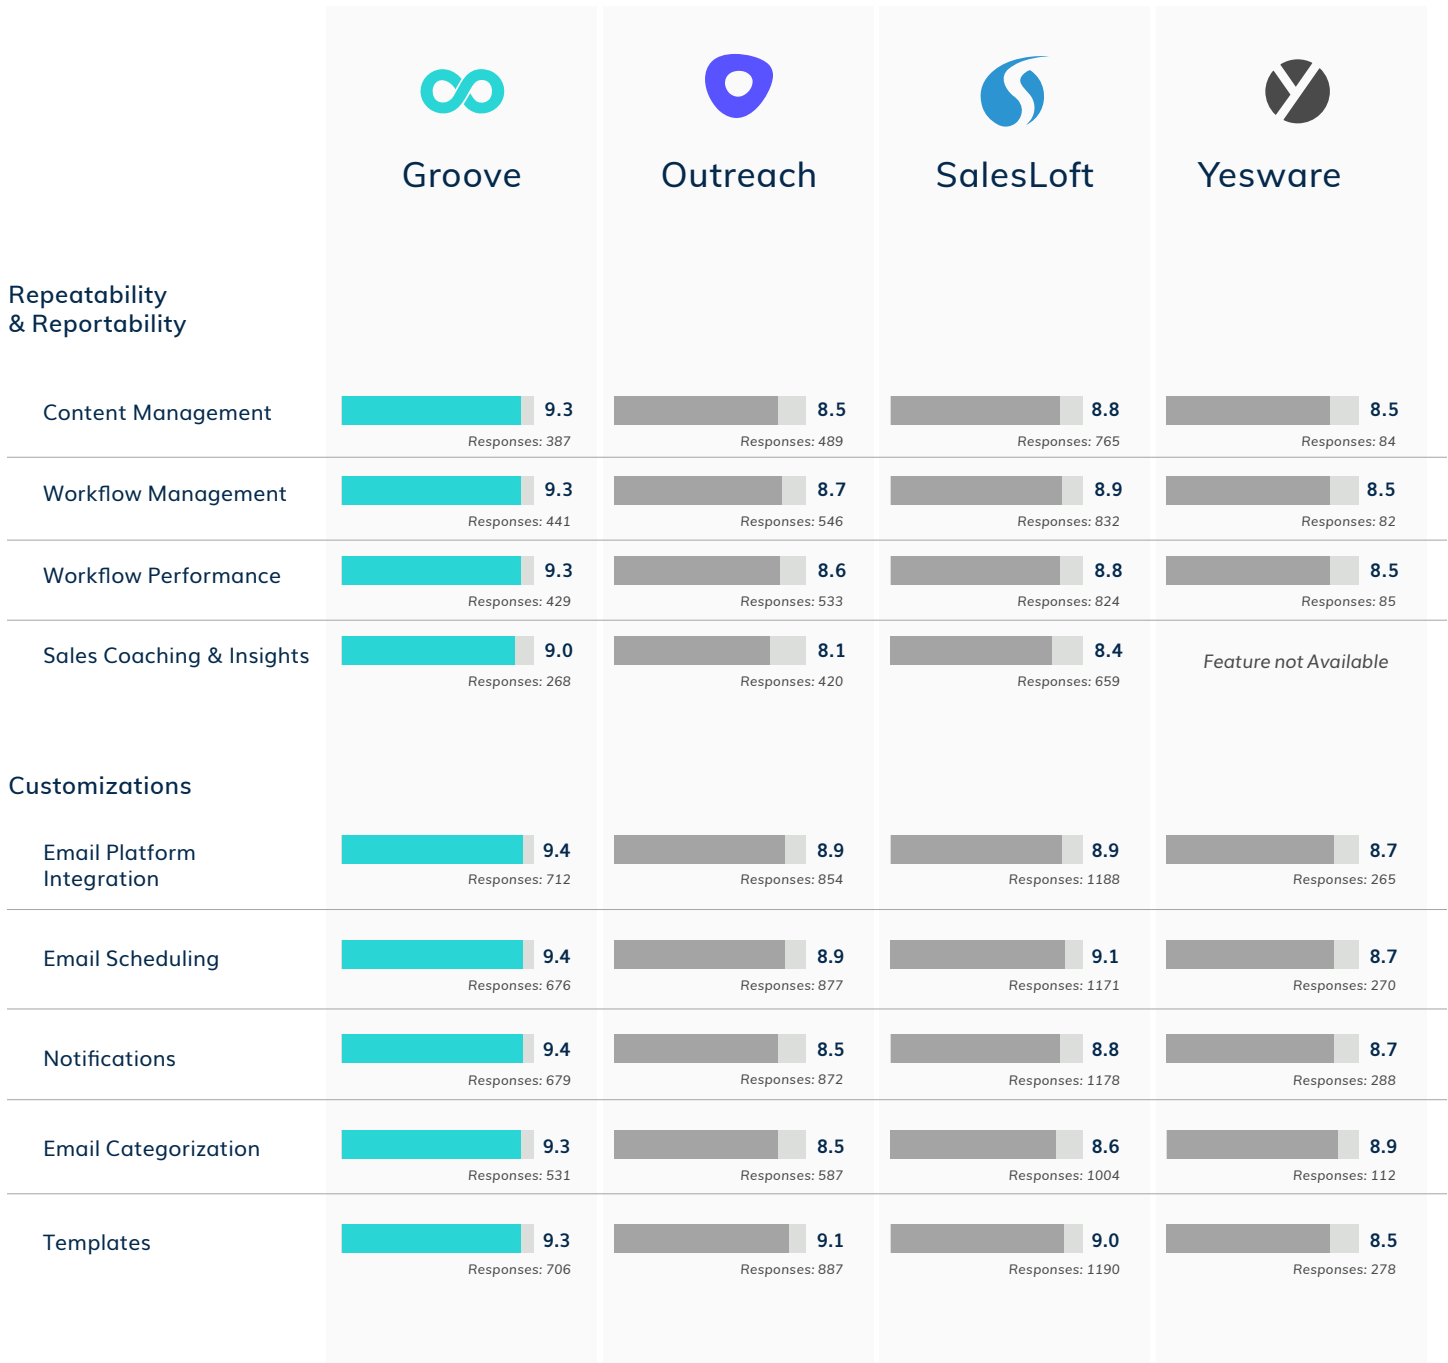 Groove
Outreach
SalesLoft
Yesware
Repeatability
& Reportability
Content Management
9.3
8.5
8.8
8.5
Responses: 387
Responses: 489
Responses: 765
Responses: 84
Workflow Management
9.3
8.7
8.9
8.5
Responses: 441
Responses: 546
Responses: 832
Responses: 82
Workflow Performance
9.3
8.6
8.8
8.5
Responses: 429
Responses: 533
Responses: 824
Responses: 85
Sales Coaching & Insights
9.0
8.1
8.4
Feature not Available
Responses: 268
Responses: 420
Responses: 659
Customizations
Email Platform
Integration
9.4
8.9
8.9
8.7
Responses: 712
Responses: 854
Responses: 1188
Responses: 265
Email Scheduling
9.4
8.9
9.1
8.7
Responses: 676
Responses: 877
Responses: 1171
Responses: 270
Notifications
9.4
8.5
8.8
8.7
Responses: 679
Responses: 872
Responses: 1178
Responses: 288
Email Categorization
9.3
8.5
8.6
8.9
Responses: 531
Responses: 587
Responses: 1004
Responses: 112
Templates
9.3
9.1
9.0
8.5
Responses: 706
Responses: 887
Responses: 1190
Responses: 278